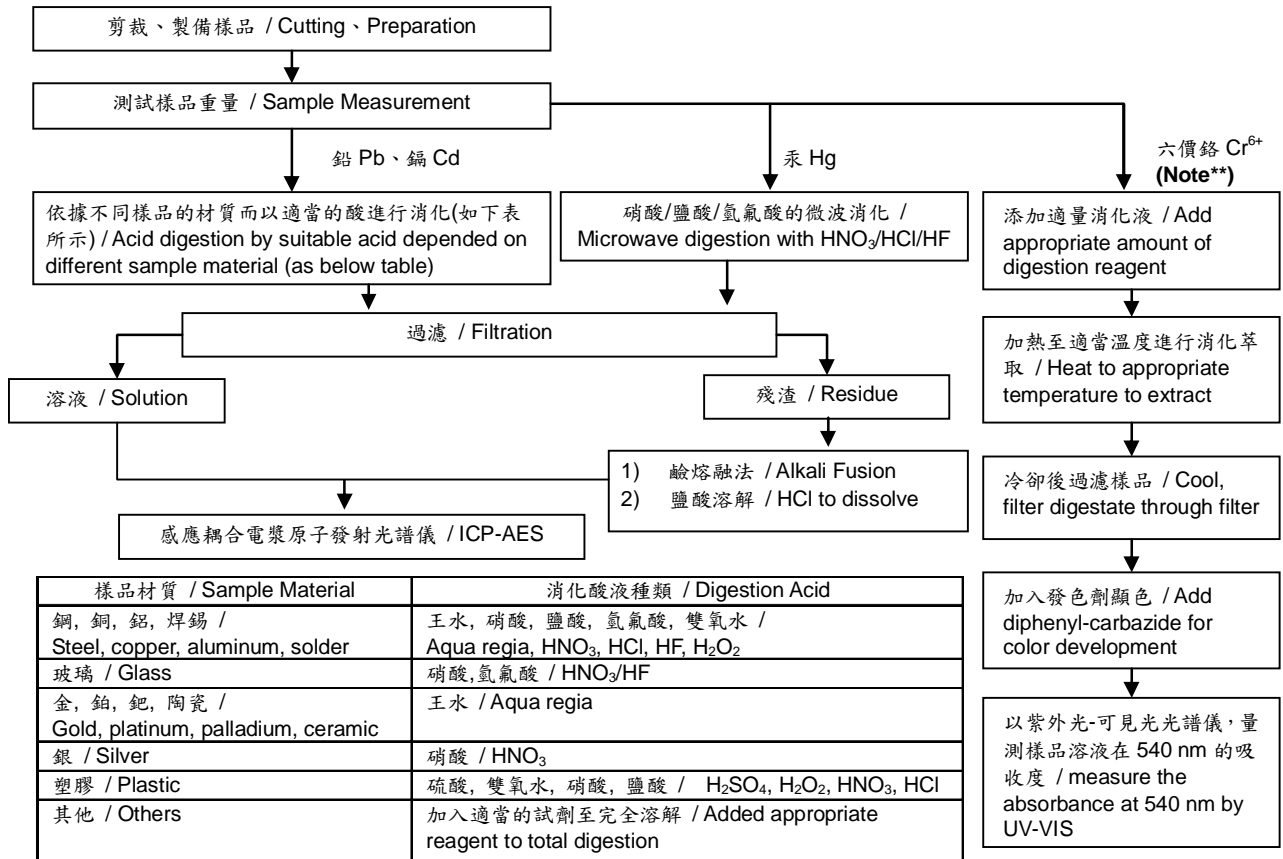 剪裁、製備樣品 / Cutting、Preparation
測試樣品重量 / Sample Measurement
鉛 Pb、鎘 Cd
汞 Hg
六價鉻 Cr⁶⁺
(Note**)
依據不同樣品的材質而以適當的酸進行消化(如下表
所示) / Acid digestion by suitable acid depended on
different sample material (as below table)
硝酸/鹽酸/氫氟酸的微波消化 /
Microwave digestion with HNO₃/HCl/HF
添加適量消化液 / Add
appropriate amount of
digestion reagent
過濾 / Filtration
加熱至適當溫度進行消化萃
取 / Heat to appropriate
temperature to extract
溶液 / Solution
殘渣 / Residue
1) 鹼熔融法 / Alkali Fusion
2) 鹽酸溶解 / HCl to dissolve
冷卻後過濾樣品 / Cool,
filter digestate through filter
感應耦合電漿原子發射光譜儀 / ICP-AES
加入發色劑顯色 / Add
diphenyl-carbazide for
color development
以紫外光-可見光光譜儀，量
測樣品溶液在 540 nm 的吸
收度 / measure the
absorbance at 540 nm by
UV-VIS
樣品材質 / Sample Material
消化酸液種類 / Digestion Acid
鋼, 銅, 鋁, 焊錫 /
Steel, copper, aluminum, solder
王水, 硝酸, 鹽酸, 氫氟酸, 雙氧水 /
Aqua regia, HNO₃, HCl, HF, H₂O₂
玻璃 / Glass
硝酸,氫氟酸 / HNO₃/HF
金, 鉑, 鈀, 陶瓷 /
Gold, platinum, palladium, ceramic
王水 / Aqua regia
銀 / Silver
硝酸 / HNO₃
塑膠 / Plastic
硫酸, 雙氧水, 硝酸, 鹽酸 / H₂SO₄, H₂O₂, HNO₃, HCl
其他 / Others
加入適當的試劑至完全溶解 / Added appropriate
reagent to total digestion